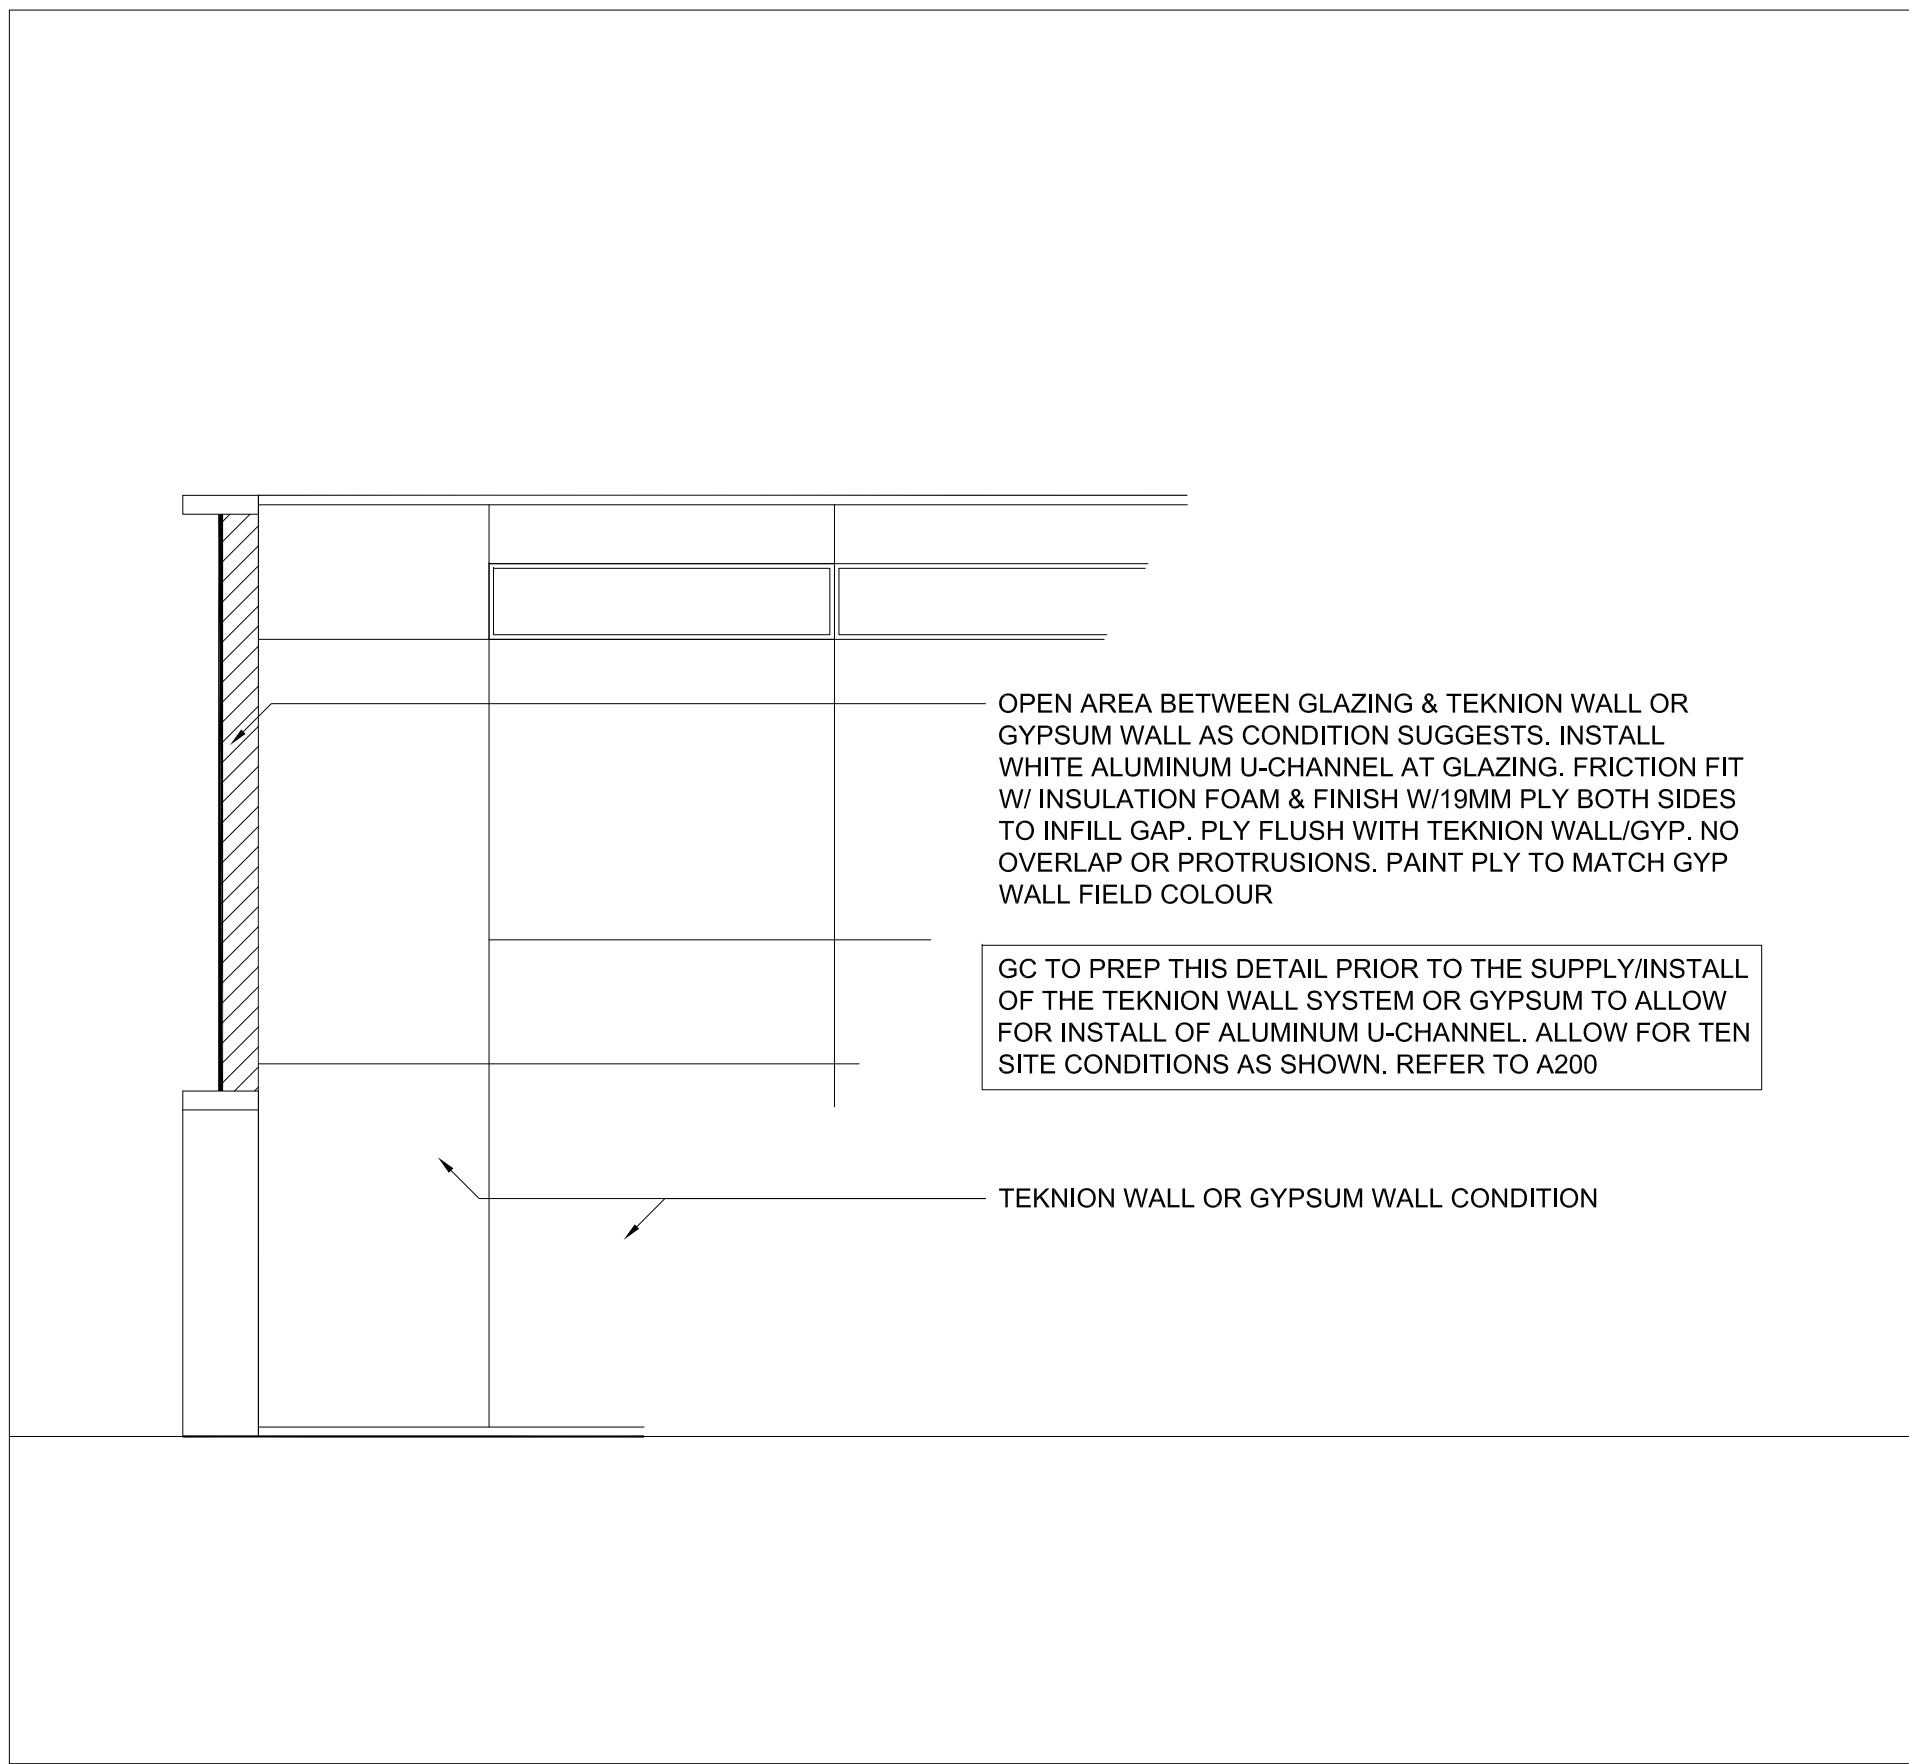 OPEN AREA BETWEEN GLAZING & TEKNION WALL OR
GYPSUM WALL AS CONDITION SUGGESTS. INSTALL
WHITE ALUMINUM U-CHANNEL AT GLAZING. FRICTION FIT
W/ INSULATION FOAM & FINISH W/19MM PLY BOTH SIDES
TO INFILL GAP. PLY FLUSH WITH TEKNION WALL/GYP. NO
OVERLAP OR PROTRUSIONS. PAINT PLY TO MATCH GYP
WALL FIELD COLOUR
GC TO PREP THIS DETAIL PRIOR TO THE SUPPLY/INSTALL
OF THE TEKNION WALL SYSTEM OR GYPSUM TO ALLOW
FOR INSTALL OF ALUMINUM U-CHANNEL. ALLOW FOR TEN
SITE CONDITIONS AS SHOWN. REFER TO A200
TEKNION WALL OR GYPSUM WALL CONDITION